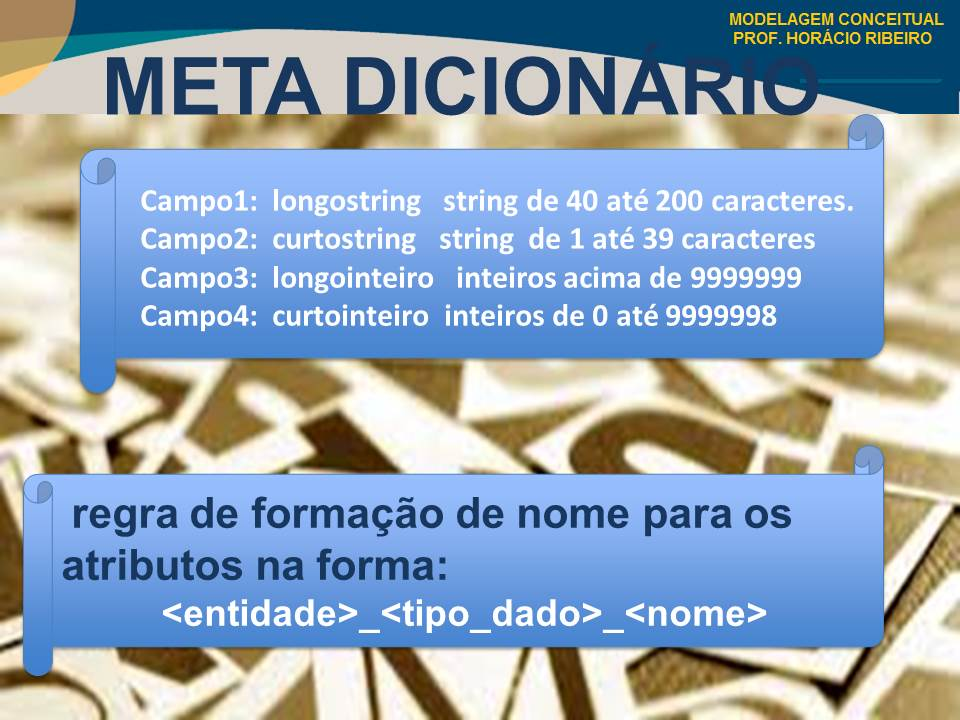 MODELAGEM CONCEITUAL
PROF. HORÁCIO RIBEIRO
META DICIONÁRIO
Campo1: longostring string de 40 até 200 caracteres.
Campo2: curtostring string de 1 até 39 caracteres
Campo3: longointeiro inteiros acima de 9999999
Campo4: curtointeiro inteiros de 0 até 9999998
regra de formação de nome para os
atributos na forma:
<entidade>_<tipo_dado>_<nome>